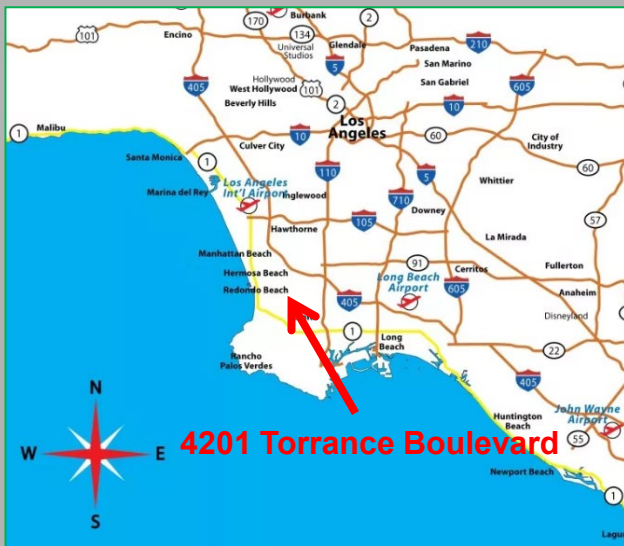 Burbank
170
2
101
Encino
134
Universal
Studios
Glendale
Pasadena
210
5
San Marino
405
Hollywood
West Hollywood
101
San Gabriel
605
Beverly Hills
2
10
Los
Angeles
1
Malibu
10
Culver City
60
City of
Industry
Santa Monica
1
110
60
Marina del Rey
Los Angeles
Int'l Airport
Inglewood
710
5
Whittier
Downey
57
105
Hawthorne
La Mirada
Manhattan Beach
91
Cerritos
Fullerton
Hermosa Beach
Long Beach
Airport
605
Redondo Beach
405
Anaheim
Disneyland
1
Long
Beach
22
Rancho
Palos Verdes
405
N
Huntington
Beach
John Wayne
Airport
W
E
4201 Torrance Boulevard
55
Newport Beach
1
S
Lagun